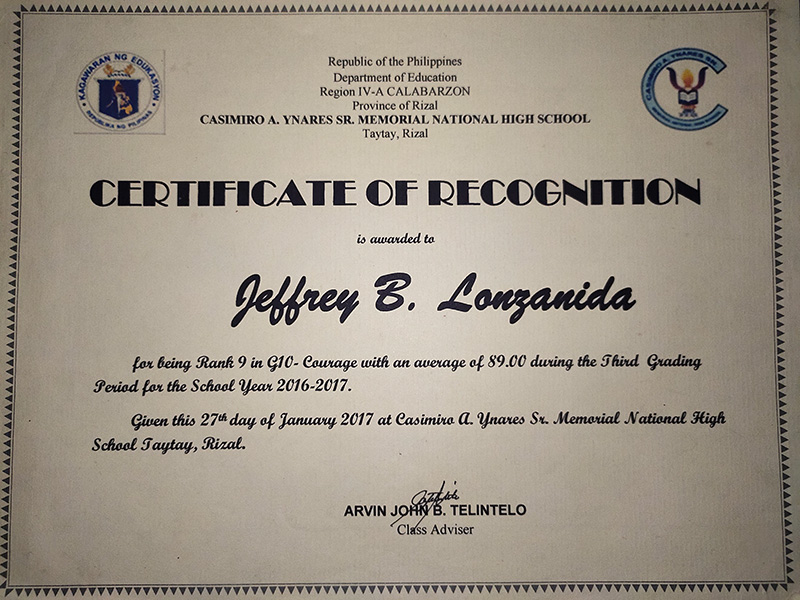 KAGAWARAN NG EDUKASYON
REPUBLIKA NG PILIPINAS
CASIMIRO A. YNARES SR.
Republic of the Philippines
Department of Education
Region IV-A CALABARZON
Province of Rizal
CASIMIRO A. YNARES SR. MEMORIAL NATIONAL HIGH SCHOOL
Taytay, Rizal
CERTIFICATE OF RECOGNITION
is awarded to
Jeffrey B. Lonzanida
for being Rank 9 in G10- Courage with an average of 89.00 during the Third Grading
Period for the School Year 2016-2017.
Given this 27th day of January 2017 at Casimiro A. Ynares Sr. Memorial National High
School Taytay, Rizal.
ARVIN JOHN B. TELINTELO
Class Adviser